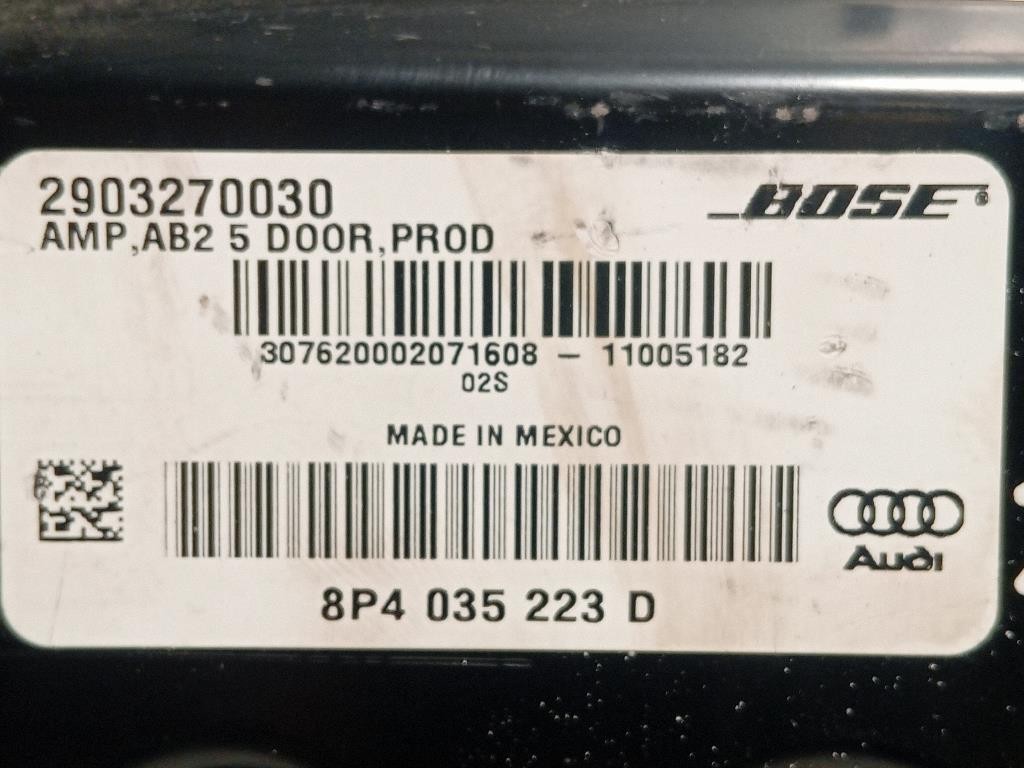 2903270030
BOSE®
AMP,AB2 5 DOOR,PROD
307620002071608 - 11005182
02S
MADE IN MEXICO
Audi
8P4 035 223 D